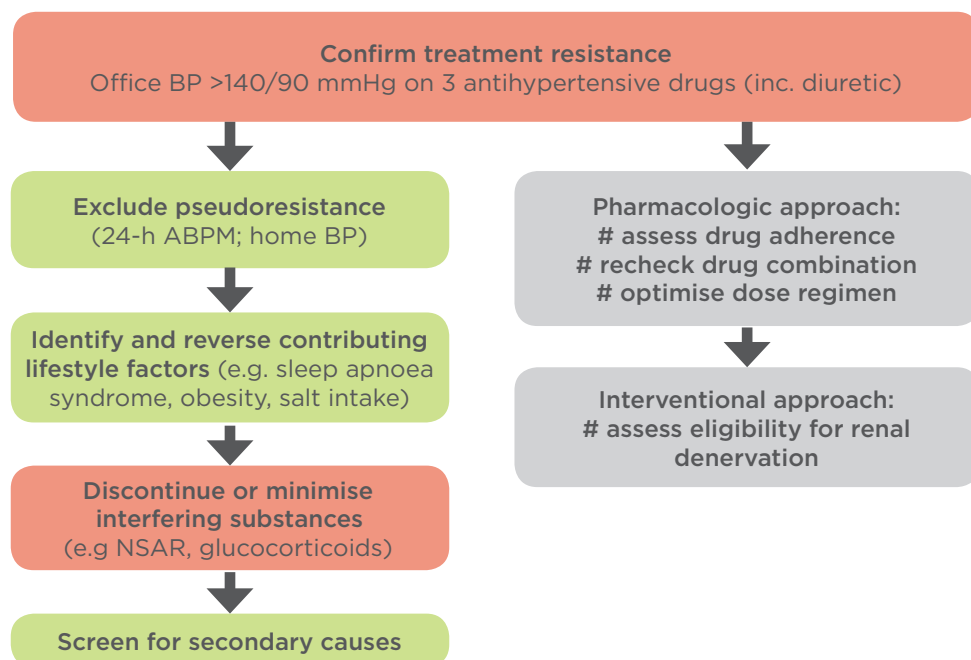 Confirm treatment resistance
Office BP >140/90 mmHg on 3 antihypertensive drugs (inc. diuretic)
Exclude pseudoresistance
(24-h ABPM; home BP)
Identify and reverse contributing
lifestyle factors (e.g. sleep apnoea
syndrome, obesity, salt intake)
Discontinue or minimise
interfering substances
(e.g NSAR, glucocorticoids)
Screen for secondary causes
Pharmacologic approach:
# assess drug adherence
# recheck drug combination
# optimise dose regimen
Interventional approach:
# assess eligibility for renal
denervation